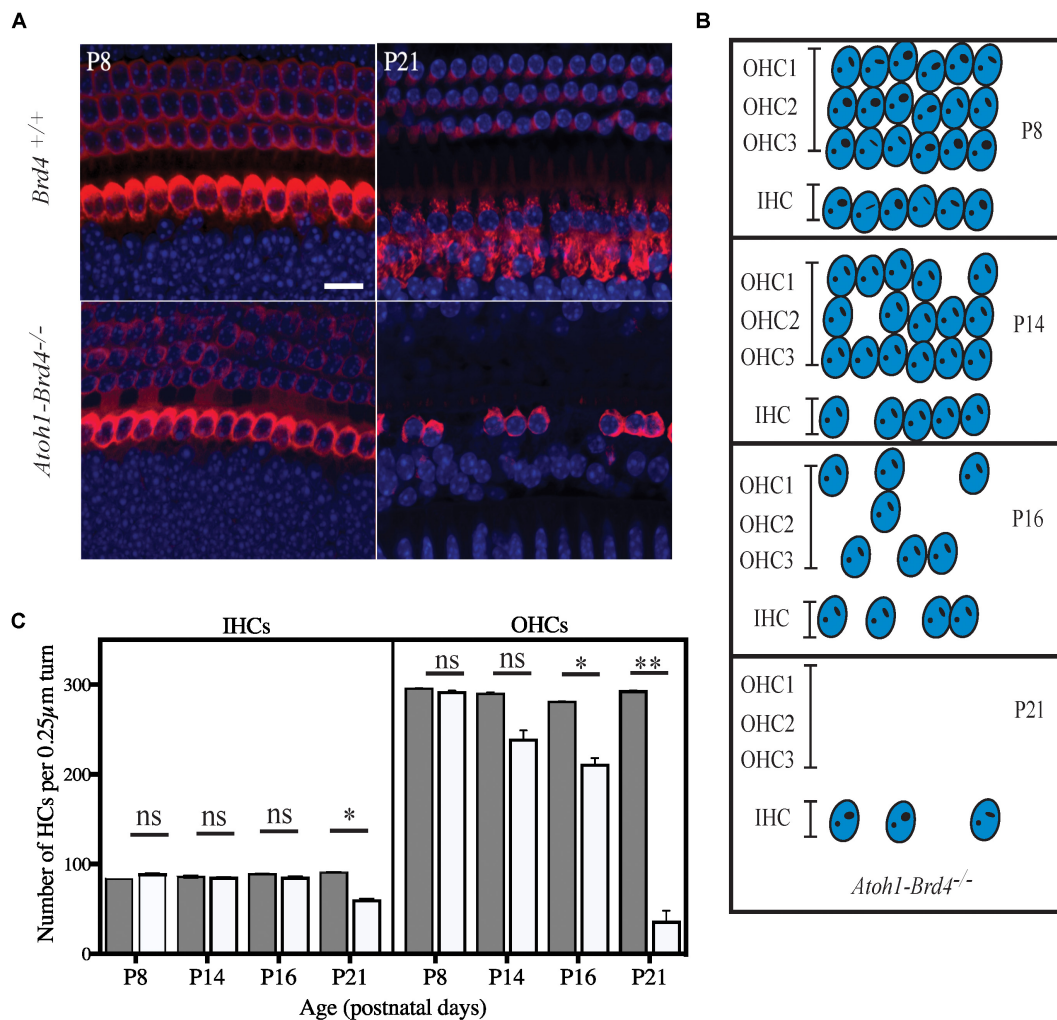 A
P8
P21
Brd4 +/+
Atoh1-Brd4-/-
B
OHC1
OHC2
OHC3
IHC
P8
OHC1
OHC2
OHC3
IHC
P14
OHC1
OHC2
OHC3
IHC
P16
OHC1
OHC2
OHC3
IHC
P21
Atoh1-Brd4-/-
C
IHCs
OHCs
Number of HCs per 0.25µm turn
300
200
100
0
ns
ns
ns
*
ns
ns
*
**
P8
P14
P16
P21
P8
P14
P16
P21
Age (postnatal days)